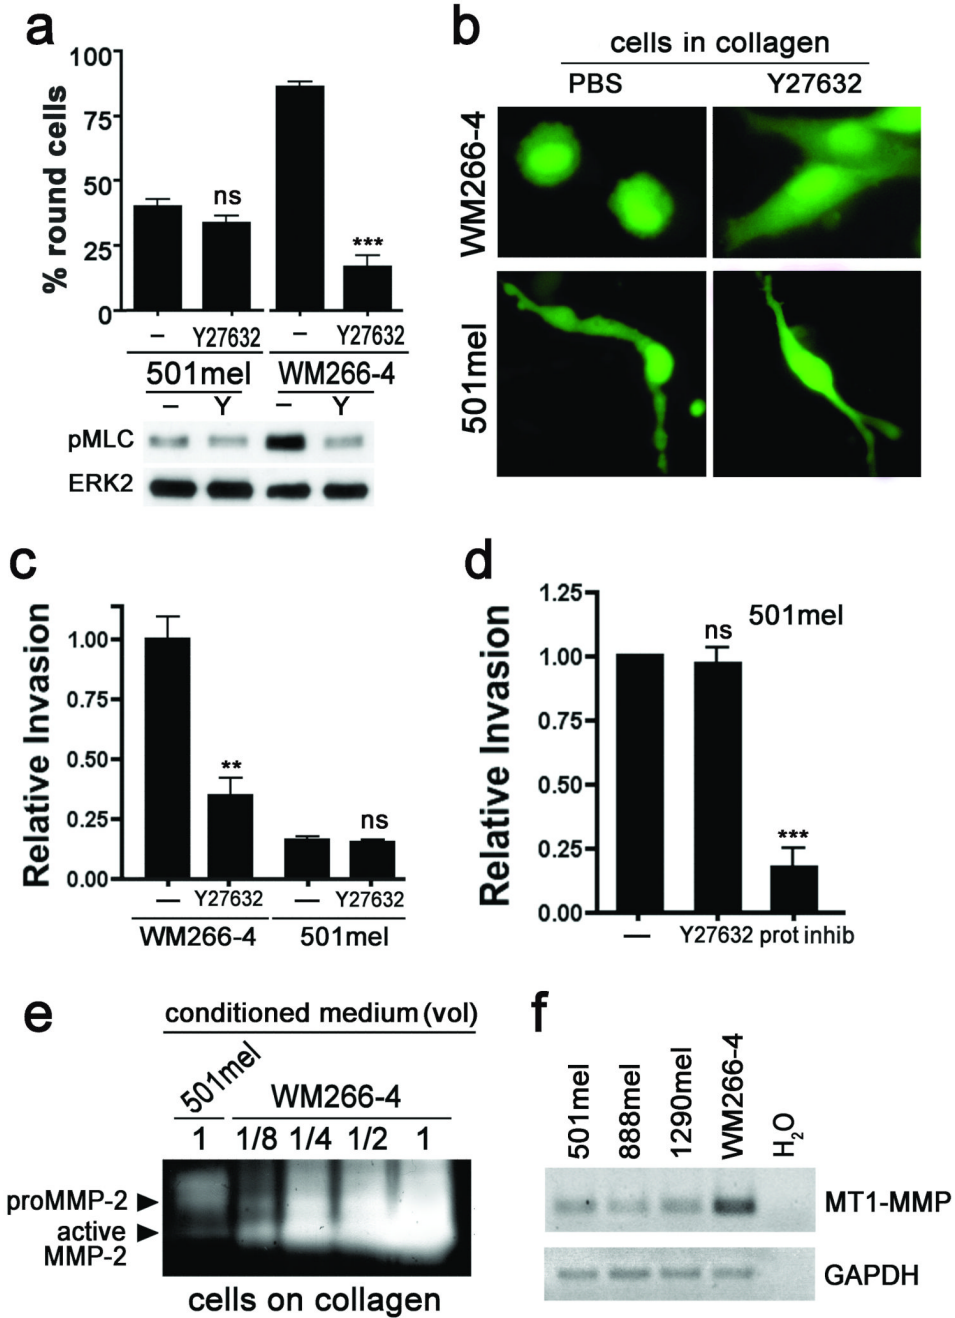 a
% round cells
100
75
50
25
0
ns
***
– Y27632 – Y27632
501mel WM266-4
– Y – Y
pMLC
ERK2
b
cells in collagen
PBS Y27632
WM266-4
501mel
c
Relative Invasion
1.00
0.75
0.50
0.25
0.00
**
ns
— Y27632 — Y27632
WM266-4 501mel
d
Relative Invasion
1.25
1.00
0.75
0.50
0.25
0.00
501mel
ns
***
— Y27632 prot inhib
e
conditioned medium (vol)
501mel
WM266-4
1 1/8 1/4 1/2 1
proMMP-2
active
MMP-2
cells on collagen
f
501mel
888mel
1290mel
WM266-4
H₂O
MT1-MMP
GAPDH